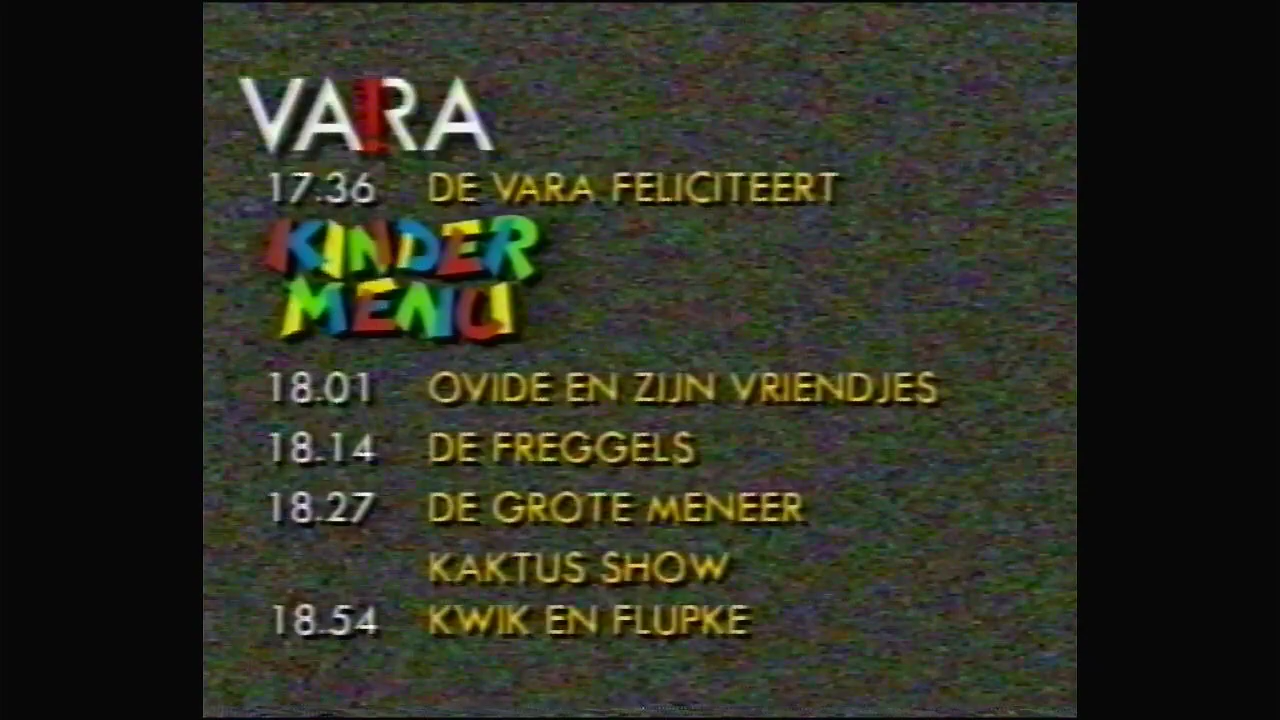 VARA
17.36 DE VARA FELICITEERT
KINDER
MENU
18.01 OVIDE EN ZIJN VRIENDJES
18.14 DE FREGGELS
18.27 DE GROTE MENEER
KAKTUS SHOW
18.54 KWIK EN FLUPKE